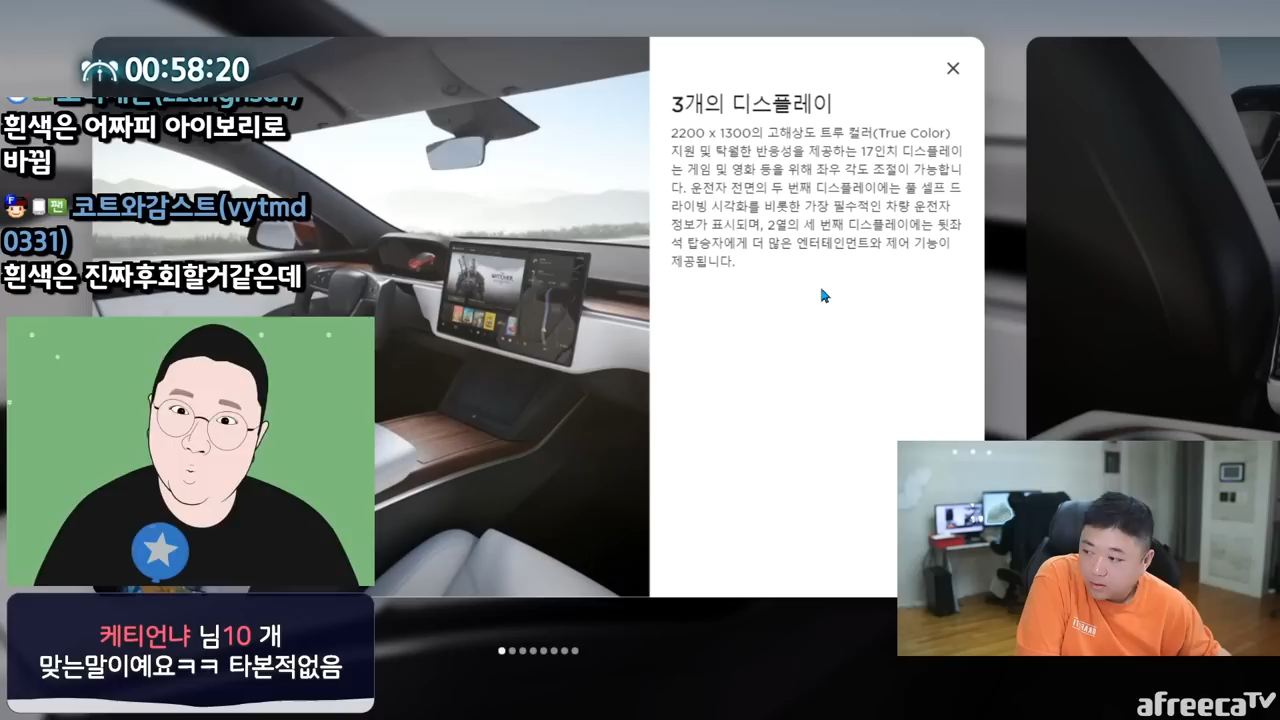 00:58:20
흰색은 어짜피 아이보리로
바뀜
코트와감스트(vytmd
0331)
흰색은 진짜후회할거같은데
3개의 디스플레이
2200 x 1300의 고해상도 트루 컬러(True Color)
지원 및 탁월한 반응성을 제공하는 17인치 디스플레이
는 게임 및 영화 등을 위해 좌우 각도 조절이 가능합니
다. 운전자 전면의 두 번째 디스플레이에는 풀 셀프 드
라이빙 시각화를 비롯한 가장 필수적인 차량 운전자
정보가 표시되며, 2열의 세 번째 디스플레이에는 뒷좌
석 탑승자에게 더 많은 엔터테인먼트와 제어 기능이
제공됩니다.
WITCHER
케티언냐 님10 개
맞는말이예요ㅋㅋ 타본적없음
afreecaTV